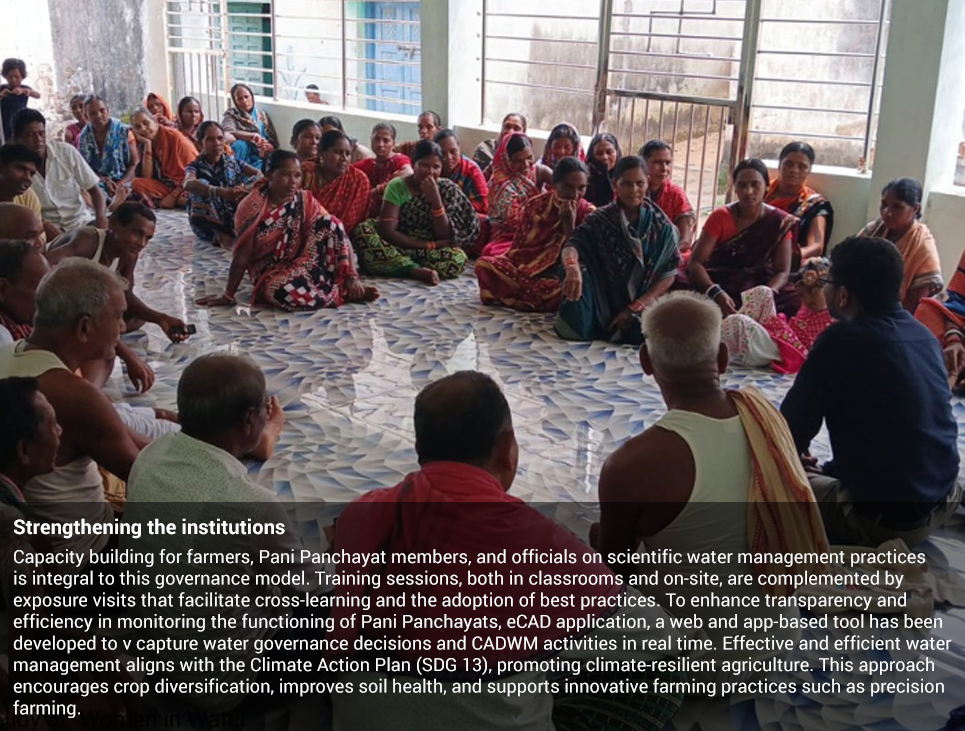 Strengthening the institutions
Capacity building for farmers, Pani Panchayat members, and officials on scientific water management practices
is integral to this governance model. Training sessions, both in classrooms and on-site, are complemented by
exposure visits that facilitate cross-learning and the adoption of best practices. To enhance transparency and
efficiency in monitoring the functioning of Pani Panchayats, eCAD application, a web and app-based tool has been
developed to v capture water governance decisions and CADWM activities in real time. Effective and efficient water
management aligns with the Climate Action Plan (SDG 13), promoting climate-resilient agriculture. This approach
encourages crop diversification, improves soil health, and supports innovative farming practices such as precision
farming.
Women in Water